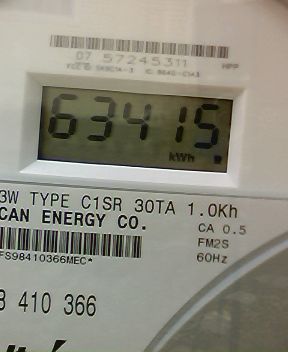 07 57245311
HPP
63415
kWh
3W TYPE C1SR 30TA 1.0Kh
CAN ENERGY CO.
CA 0.5
FM2S
FS98410366MEC*
60Hz
410 366